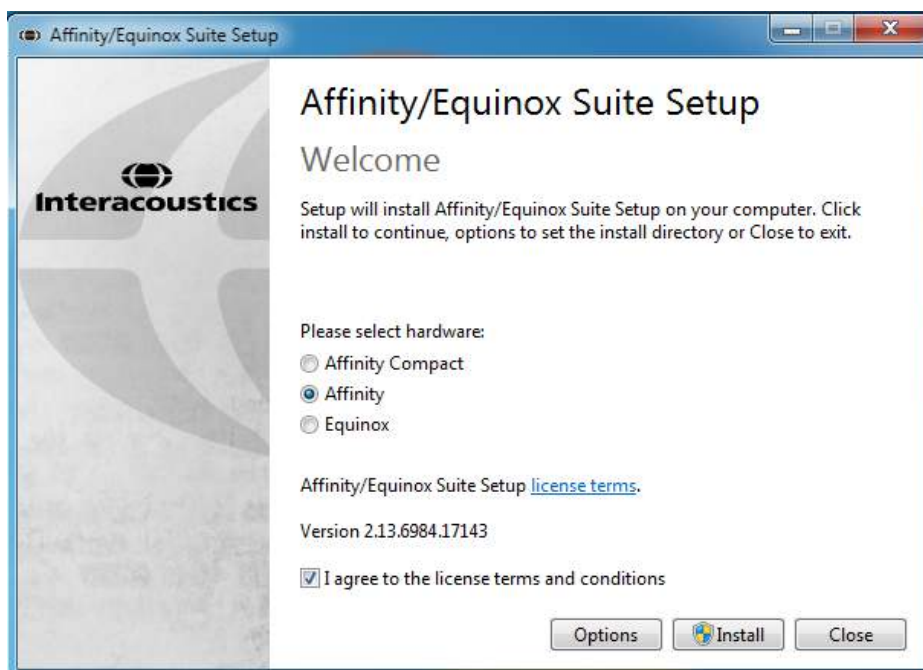 Affinity/Equinox Suite Setup
Interacoustics
Affinity/Equinox Suite Setup
Welcome
Setup will install Affinity/Equinox Suite Setup on your computer. Click
install to continue, options to set the install directory or Close to exit.
Please select hardware:
Affinity Compact
Affinity
Equinox
Affinity/Equinox Suite Setup license terms.
Version 2.13.6984.17143
I agree to the license terms and conditions
Options Install Close